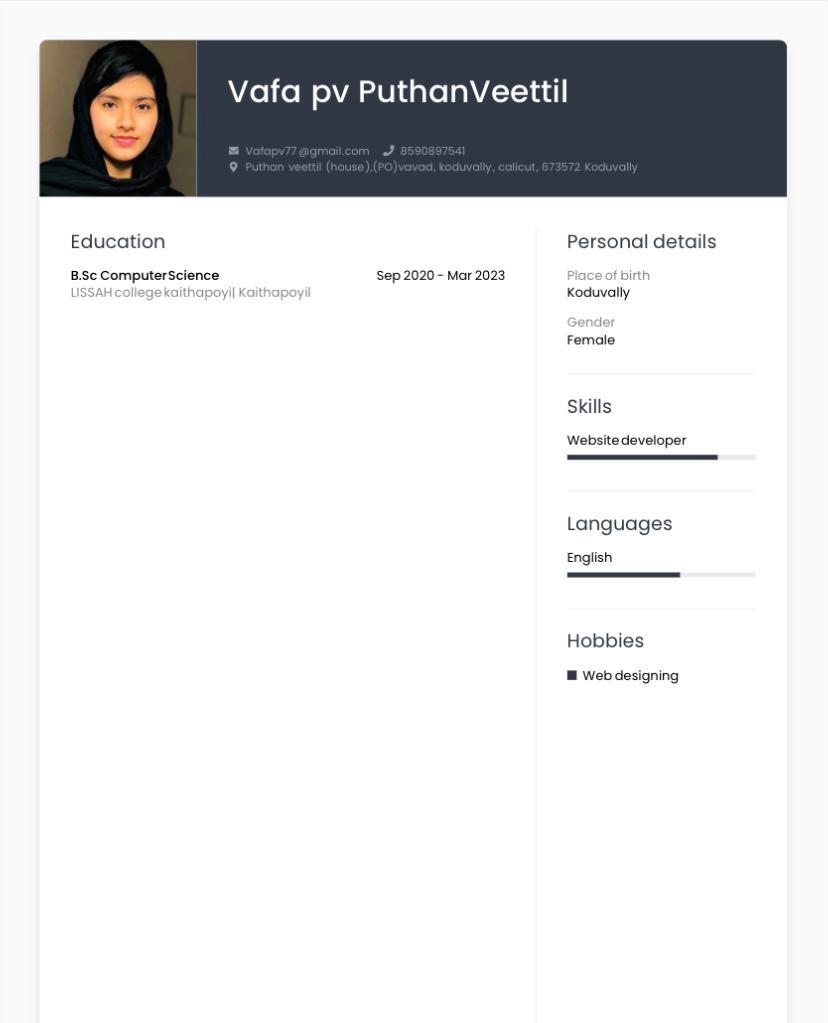 Vafa pv PuthanVeettil
Vafapv77@gmail.com 8590897541
Puthan veettil (house),(PO)vavad, koduvally, calicut, 673572 Koduvally
Education
B.Sc ComputerScience Sep 2020 - Mar 2023
LISSAH college kaithapoyil Kaithapoyil
Personal details
Place of birth
Koduvally
Gender
Female
Skills
Website developer
Languages
English
Hobbies
Web designing